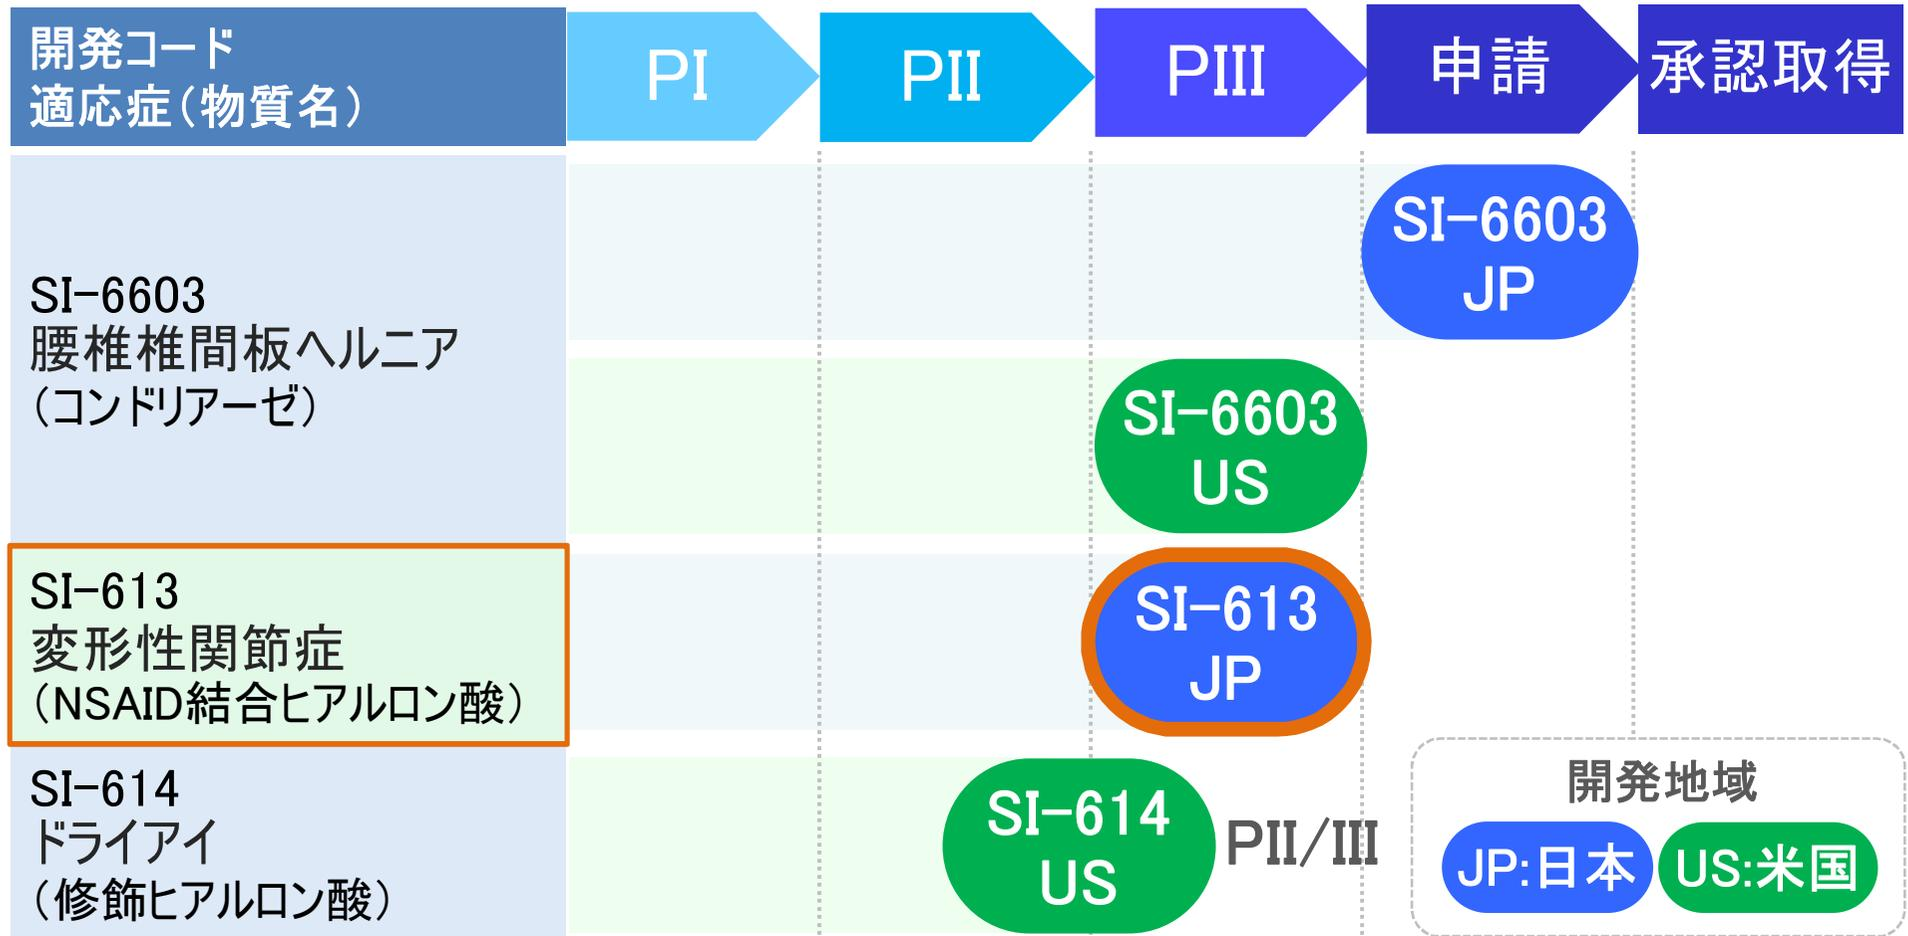 開発コード
適応症(物質名)
PI
PII
PIII
申請
承認取得
SI-6603
腰椎椎間板ヘルニア
(コンドリアーゼ)
SI-6603
JP
SI-6603
US
SI-613
変形性関節症
(NSAID結合ヒアルロン酸)
SI-613
JP
SI-614
ドライアイ
(修飾ヒアルロン酸)
SI-614
US
PII/III
開発地域
JP:日本
US:米国